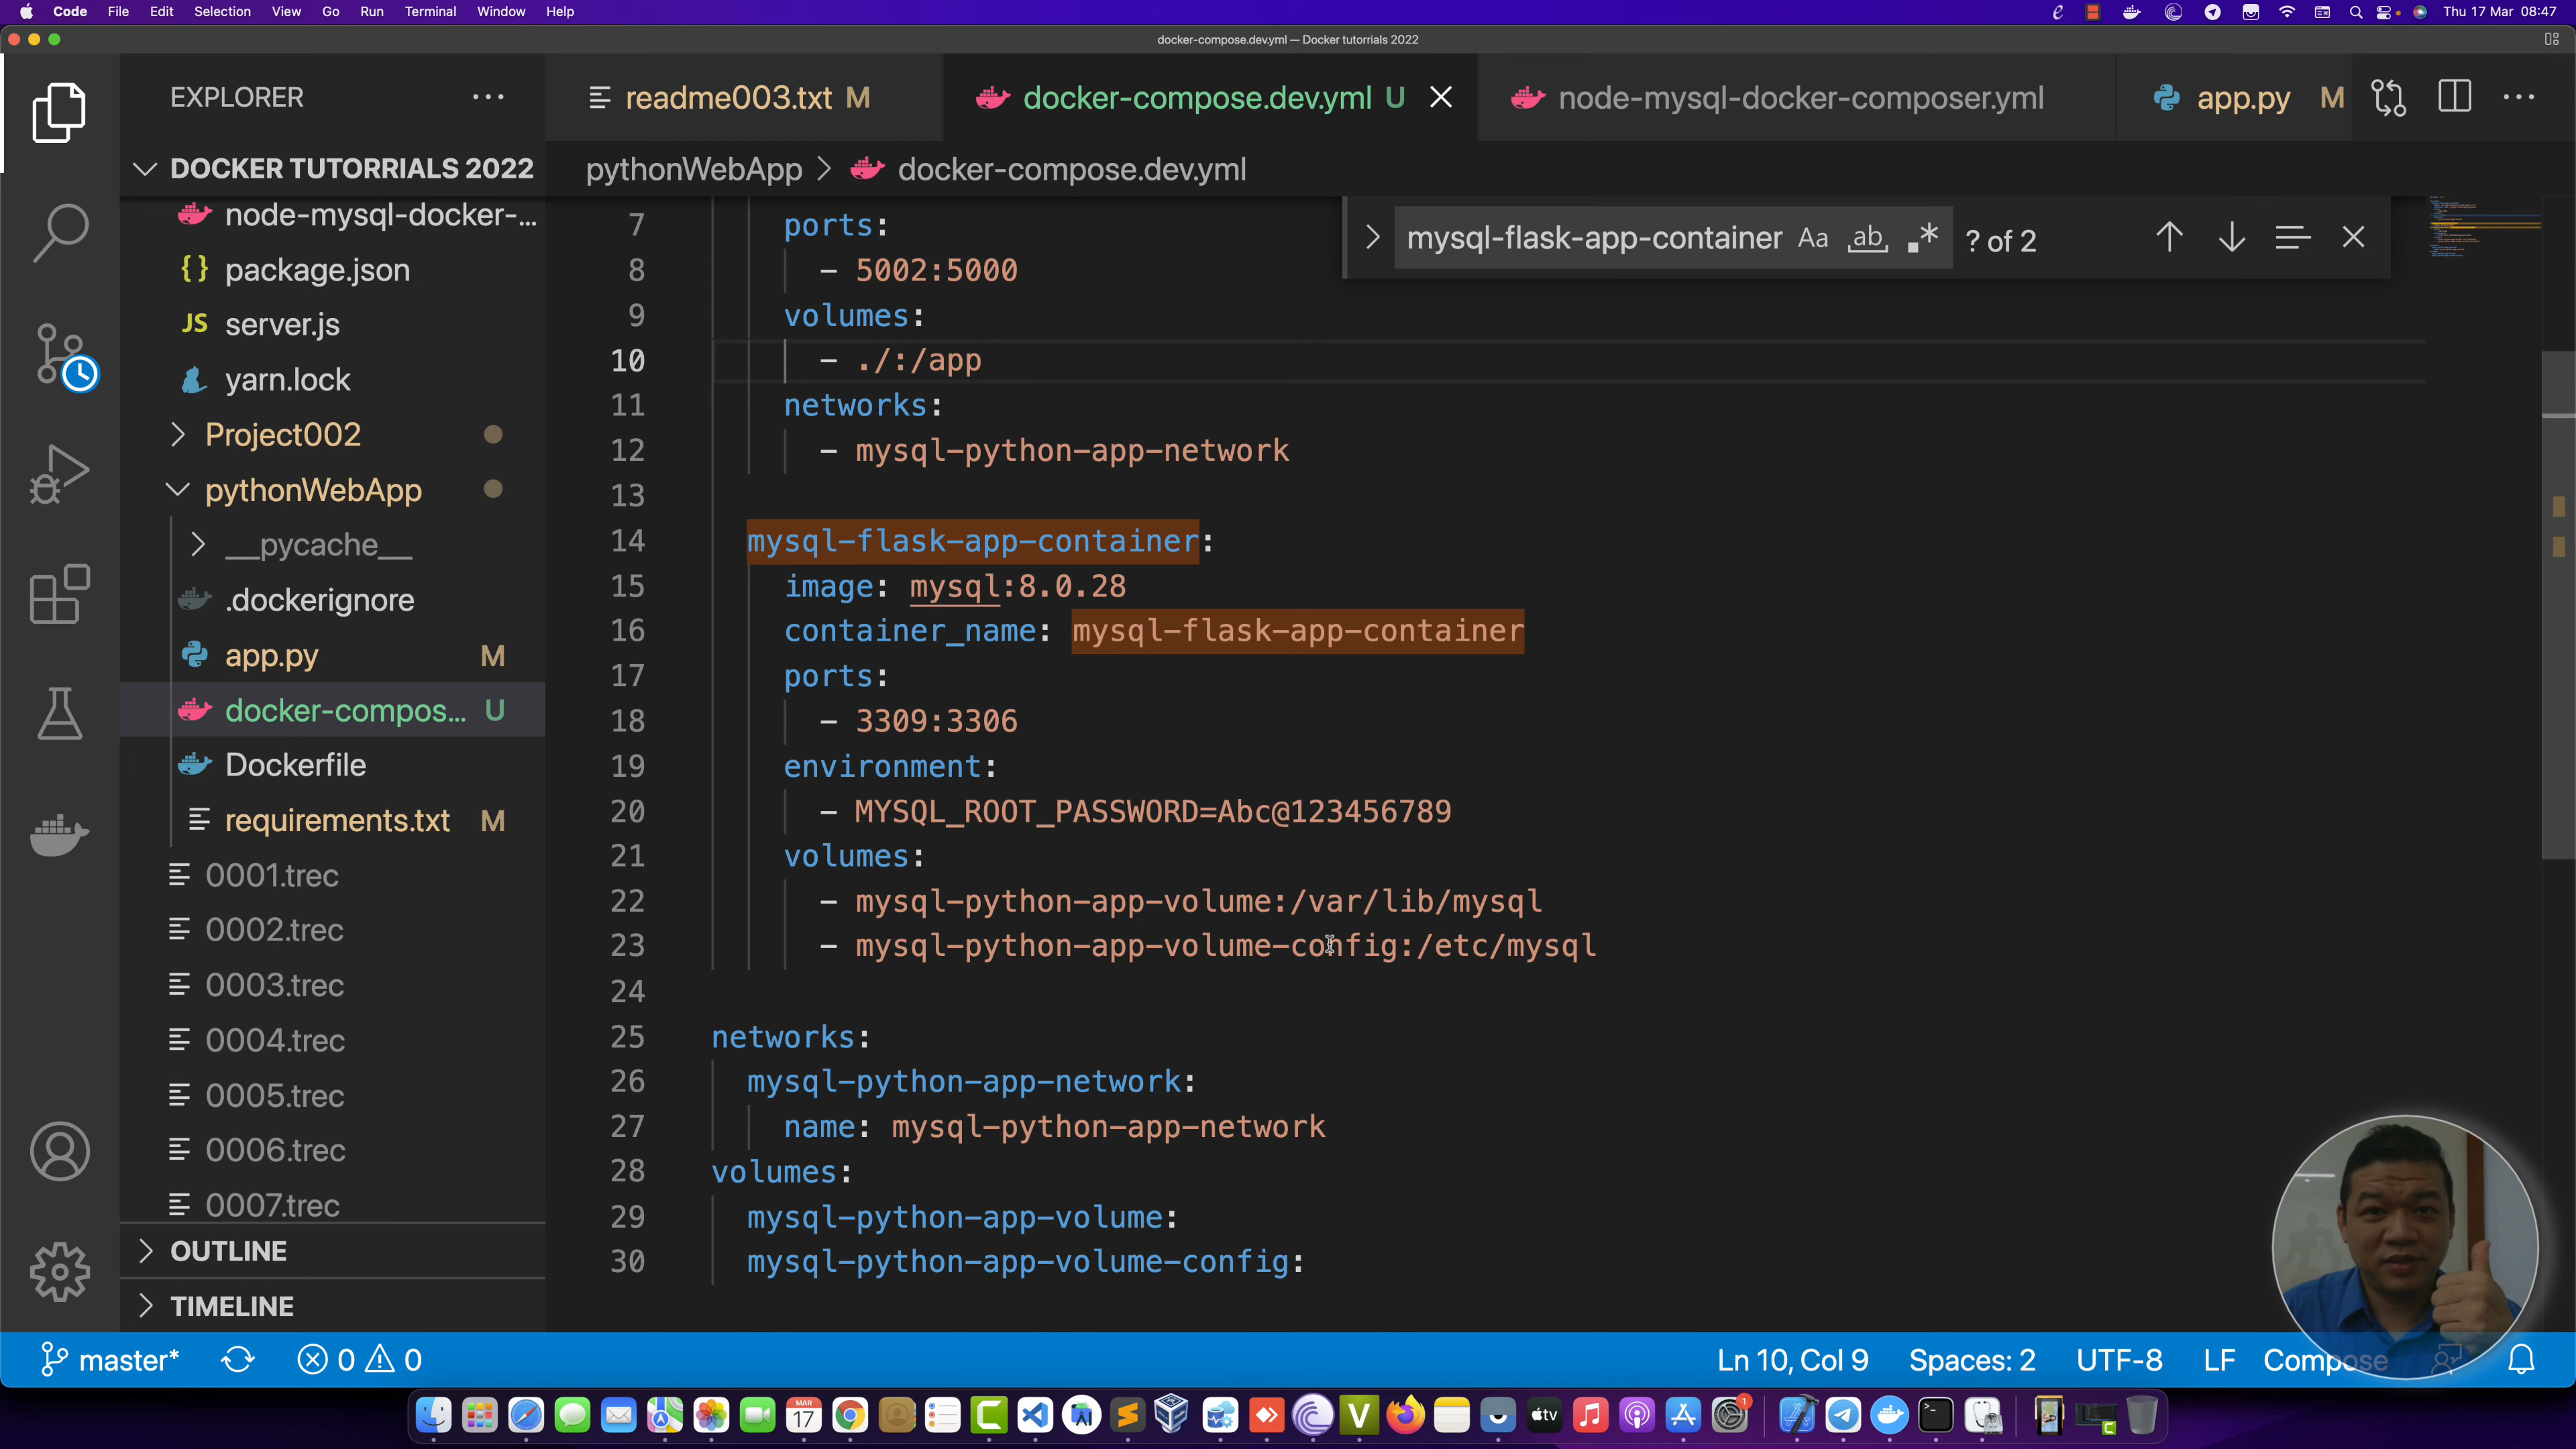 Code File Edit Selection View Go Run Terminal Window Help
Thu 17 Mar 08:47
docker-compose.dev.yml — Docker tutorrials 2022
EXPLORER
readme003.txt M
docker-compose.dev.yml U
node-mysql-docker-composer.yml
app.py M
DOCKER TUTORRIALS 2022
pythonWebApp > docker-compose.dev.yml
mysql-flask-app-container Aa ab ? of 2
node-mysql-docker-...
package.json
JS server.js
yarn.lock
Project002
pythonWebApp
__pycache__
.dockerignore
app.py M
docker-compos... U
Dockerfile
requirements.txt M
0001.trec
0002.trec
0003.trec
0004.trec
0005.trec
0006.trec
0007.trec
OUTLINE
TIMELINE
7 ports:
8 - 5002:5000
9 volumes:
10 - ./:/app
11 networks:
12 - mysql-python-app-network
13
14 mysql-flask-app-container:
15 image: mysql:8.0.28
16 container_name: mysql-flask-app-container
17 ports:
18 - 3309:3306
19 environment:
20 - MYSQL_ROOT_PASSWORD=Abc@123456789
21 volumes:
22 - mysql-python-app-volume:/var/lib/mysql
23 - mysql-python-app-volume-config:/etc/mysql
24
25 networks:
26 mysql-python-app-network:
27 name: mysql-python-app-network
28 volumes:
29 mysql-python-app-volume:
30 mysql-python-app-volume-config:
master* 0 0
Ln 10, Col 9 Spaces: 2 UTF-8 LF Compose
MAR
17
tv
1